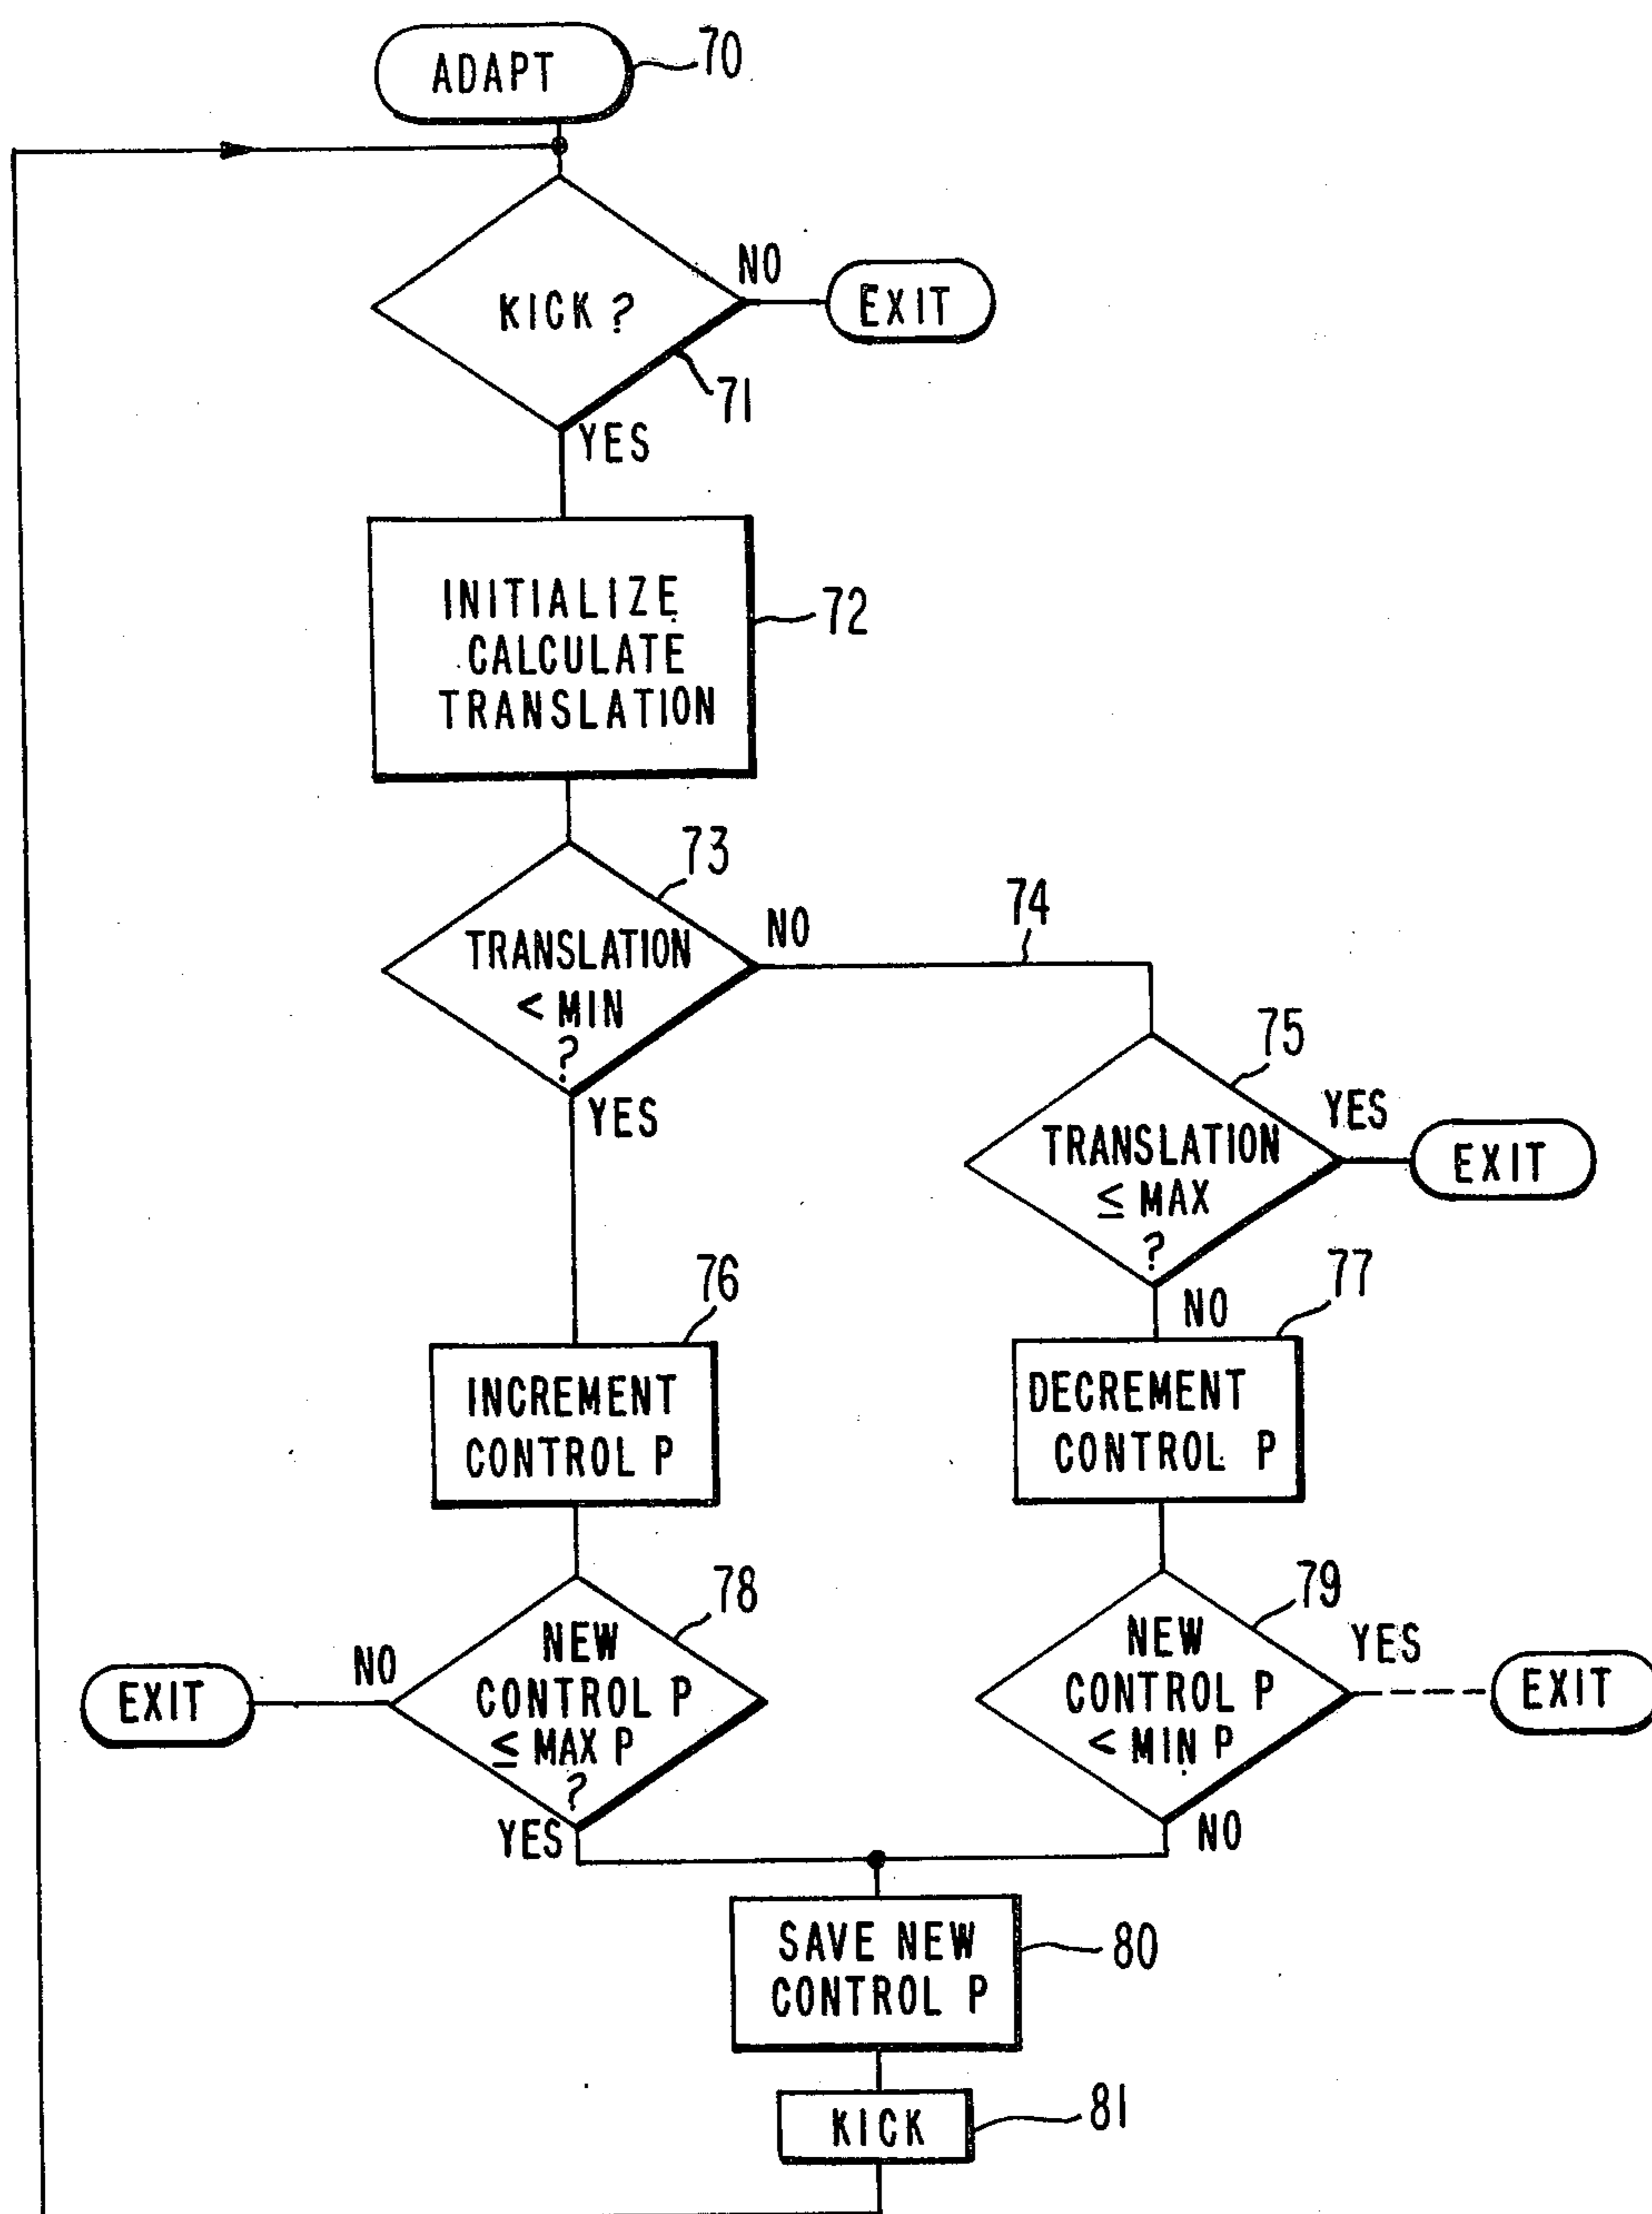 ADAPT
70
KICK ?
NO
EXIT
71
YES
INITIALIZE
CALCULATE
TRANSLATION
72
73
TRANSLATION
< MIN
?
NO
74
YES
75
TRANSLATION
≤ MAX
?
YES
EXIT
NO
76
INCREMENT
CONTROL P
77
DECREMENT
CONTROL P
78
NEW
CONTROL P
≤ MAX P
?
NO
EXIT
YES
79
NEW
CONTROL P
< MIN P
YES
EXIT
NO
SAVE NEW
CONTROL P
80
KICK
81